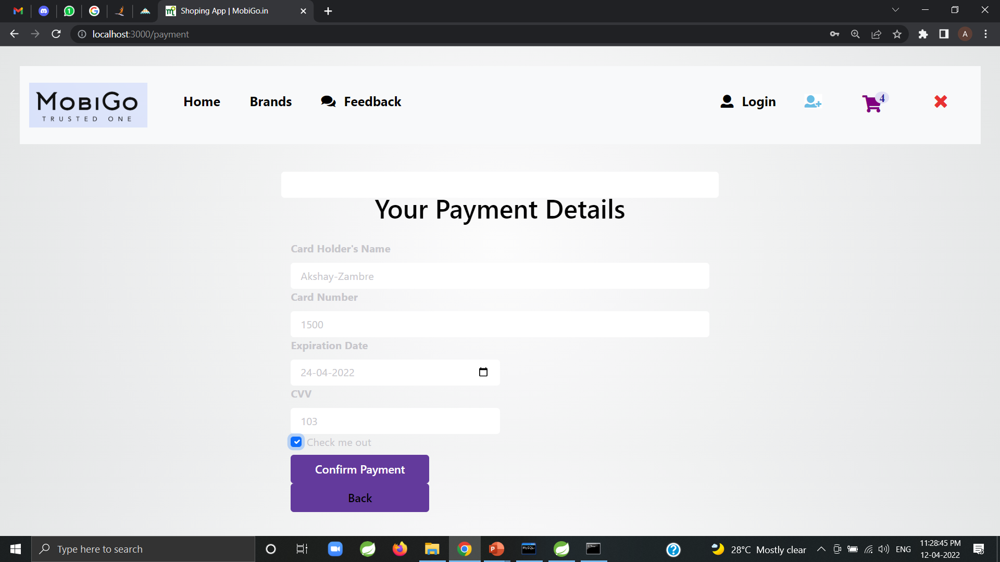 Shoping App | MobiGo.in
localhost:3000/payment
A
MOBIGO
TRUSTED ONE
Home
Brands
Feedback
Login
4
Your Payment Details
Card Holder's Name
Akshay-Zambre
Card Number
1500
Expiration Date
24-04-2022
CVV
103
Check me out
Confirm Payment
Back
Type here to search
28°C Mostly clear
ENG
11:28:45 PM
12-04-2022